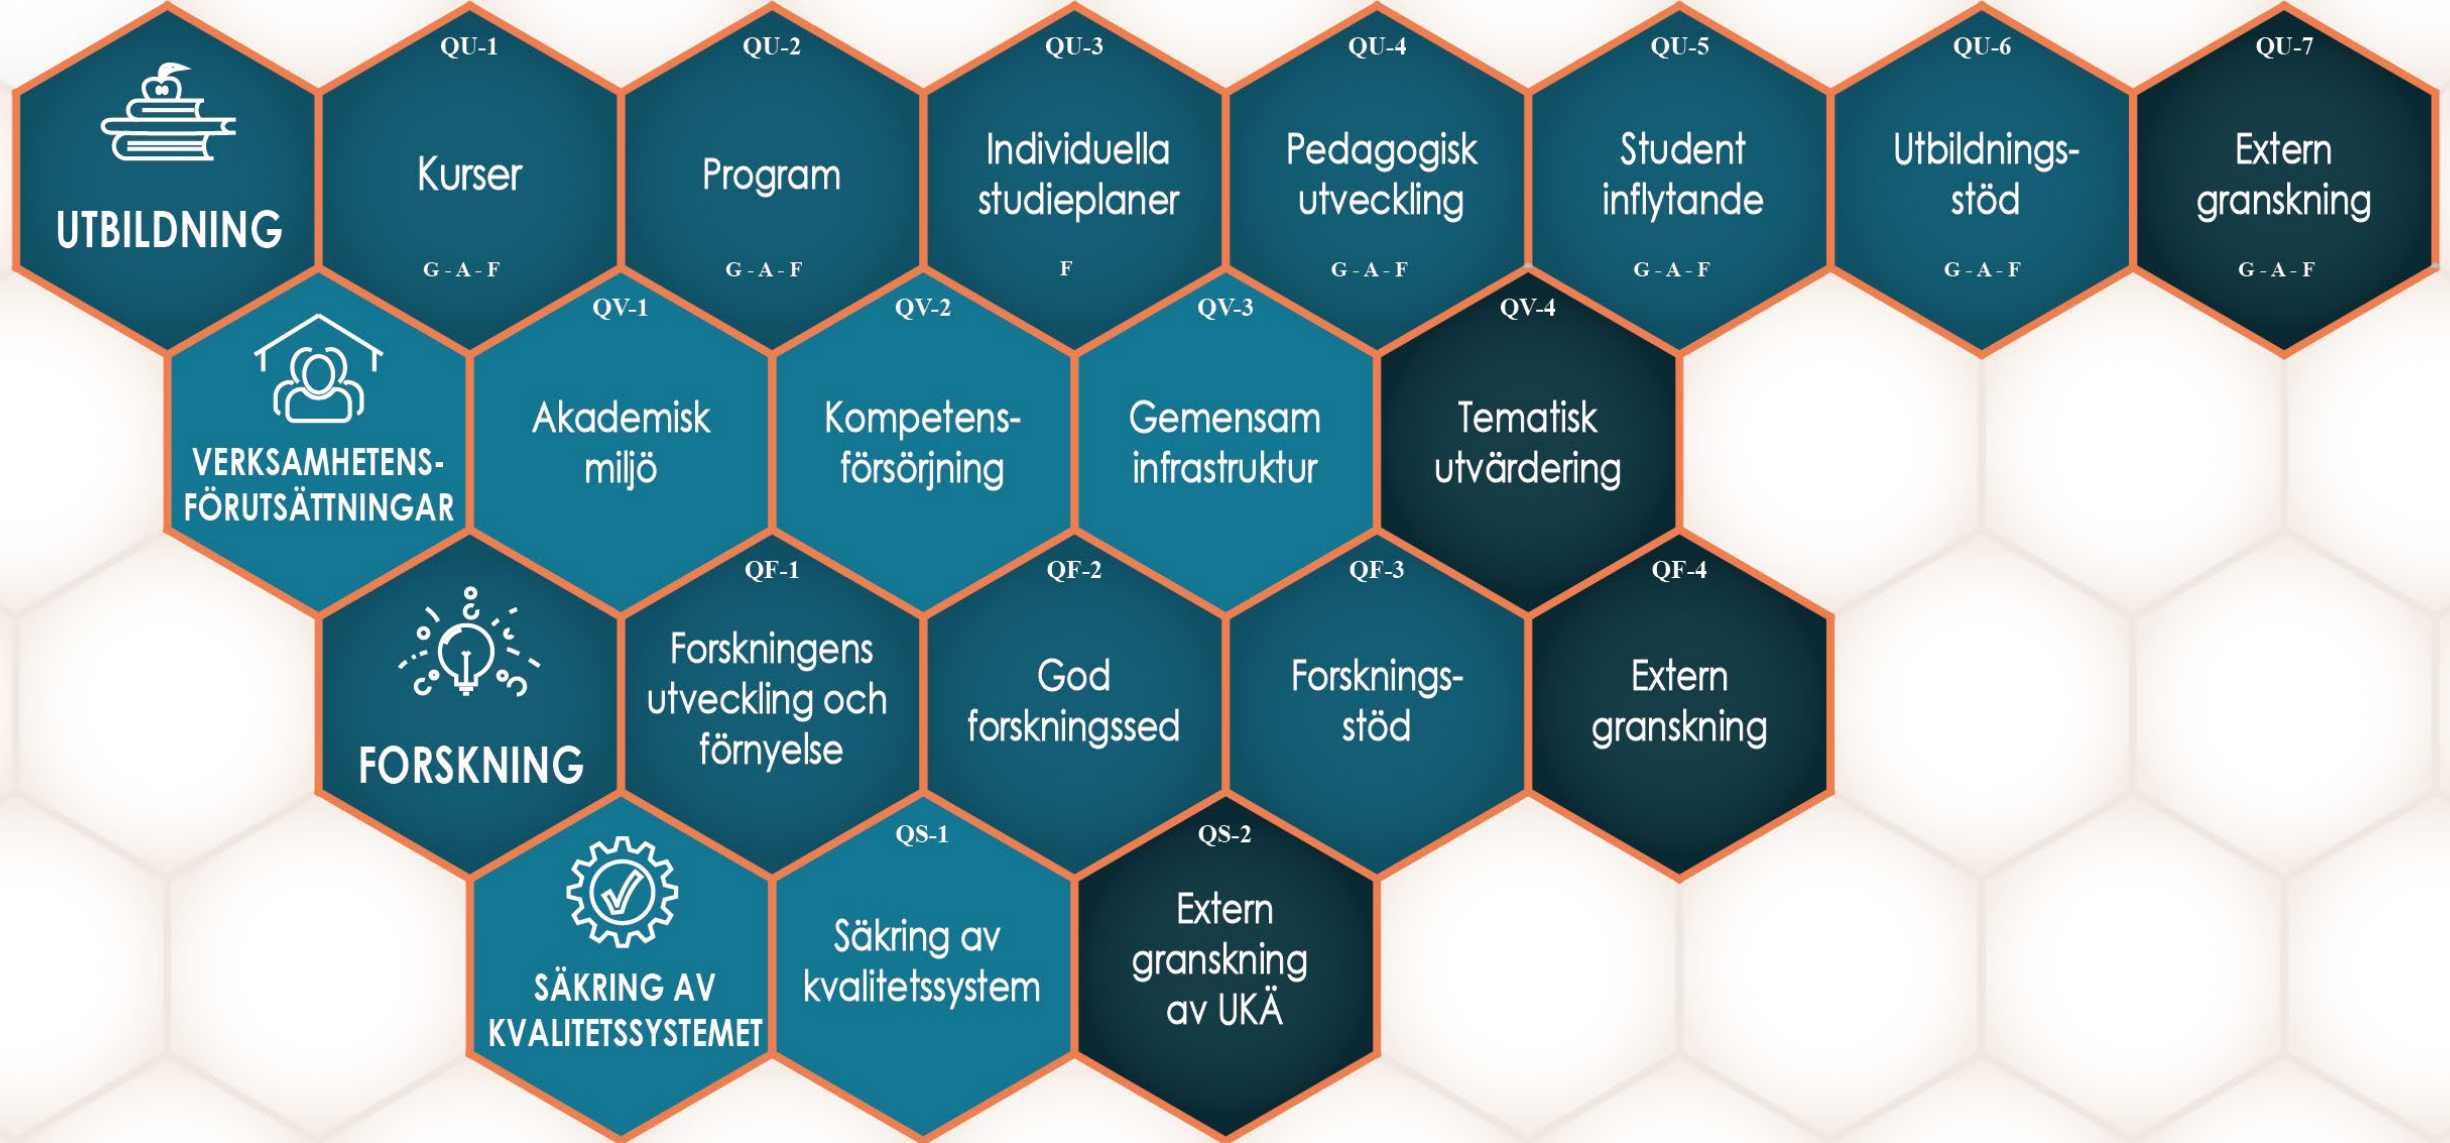 UTBILDNING
QU-1
Kurser
G - A - F
QU-2
Program
G - A - F
QU-3
Individuella
studieplaner
F
QU-4
Pedagogisk
utveckling
G - A - F
QU-5
Student
inflytande
G - A - F
QU-6
Utbildnings-
stöd
G - A - F
QU-7
Extern
granskning
G - A - F
VERKSAMHETENS-
FÖRUTSÄTTNINGAR
QV-1
Akademisk
miljö
QV-2
Kompetens-
försörjning
QV-3
Gemensam
infrastruktur
QV-4
Tematisk
utvärdering
FORSKNING
QF-1
Forskningens
utveckling och
förnyelse
QF-2
God
forskningssed
QF-3
Forsknings-
stöd
QF-4
Extern
granskning
SÄKRING AV
KVALITETSSYSTEMET
QS-1
Säkring av
kvalitetssystem
QS-2
Extern
granskning
av UKÄ